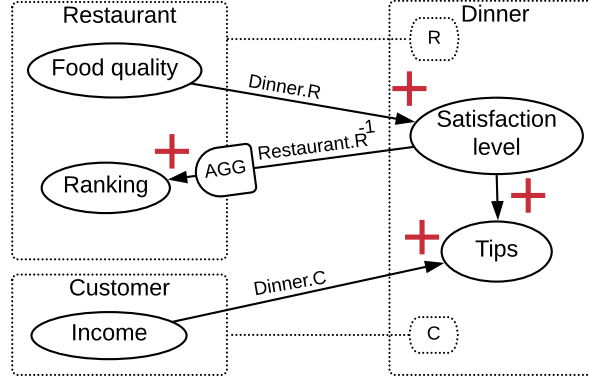 Restaurant
Dinner
R
Food quality
Dinner.R
Satisfaction
level
Restaurant.R-1
AGG
Ranking
Tips
Customer
Dinner.C
Income
C